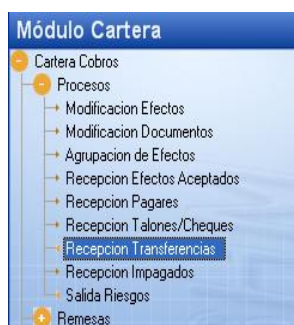 Módulo Cartera
Cartera Cobros
Procesos
Modificacion Efectos
Modificacion Documentos
Agrupacion de Efectos
Recepcion Efectos Aceptados
Recepcion Pagares
Recepcion Talones/Cheques
Recepcion Transferencias
Recepcion Impagados
Salida Riesgos
Remesas